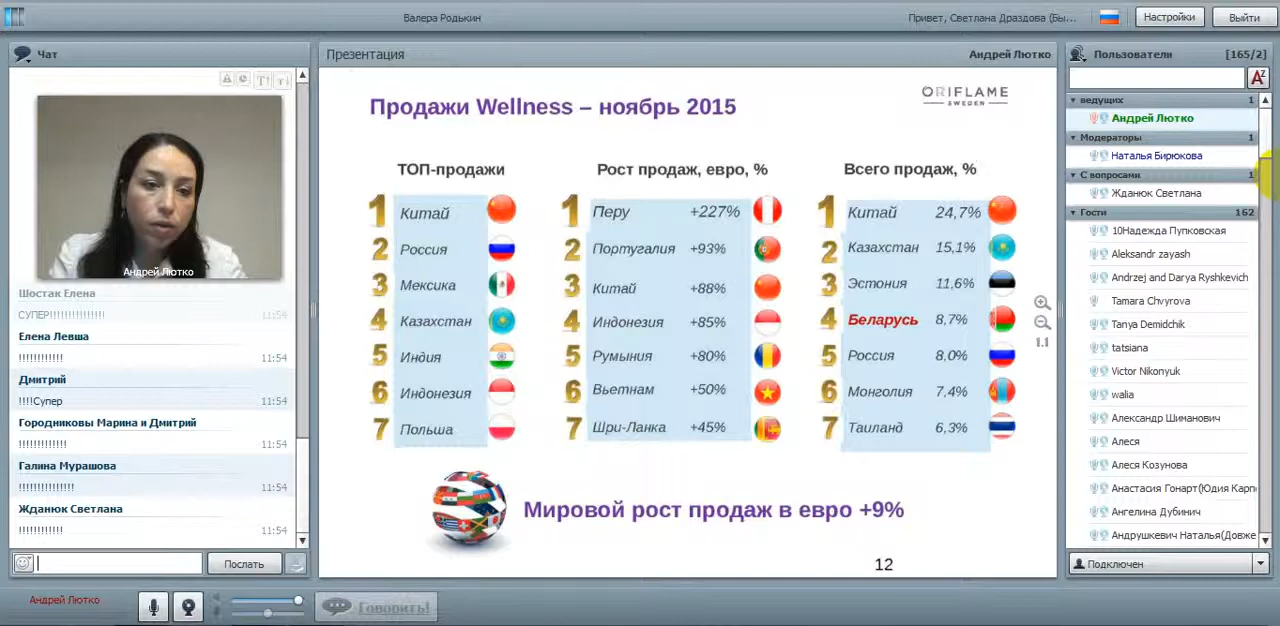 Валера Родькин
Привет, Светлана Драздова (Бы...
Настройки
Выйти
Чат
Андрей Лютко
Шостак Елена
СУПЕР!!!!!!!!!!!!!!! 11:54
Елена Левша
!!!!!!!!!!!! 11:54
Дмитрий
!!!!Супер 11:54
Городниковы Марина и Дмитрий
!!!!!!!!!!!!! 11:54
Галина Мурашова
!!!!!!!!!!!!!!! 11:54
Жданюк Светлана
!!!!!!!!!!!! 11:54
Послать
Презентация
Андрей Лютко
Продажи Wellness – ноябрь 2015
ORIFLAME
SWEDEN
ТОП-продажи
1 Китай
2 Россия
3 Мексика
4 Казахстан
5 Индия
6 Индонезия
7 Польша
Рост продаж, евро, %
1 Перу +227%
2 Португалия +93%
3 Китай +88%
4 Индонезия +85%
5 Румыния +80%
6 Вьетнам +50%
7 Шри-Ланка +45%
Всего продаж, %
1 Китай 24,7%
2 Казахстан 15,1%
3 Эстония 11,6%
4 Беларусь 8,7%
5 Россия 8,0%
6 Монголия 7.4%
7 Таиланд 6,3%
1.1
Мировой рост продаж в евро +9%
12
Пользователи [165/2]
ведущих 1
Андрей Лютко
Модераторы 1
Наталья Бирюкова
С вопросами 1
Жданюк Светлана
Гости 162
10Надежда Пупковская
Aleksandr zayash
Andrzej and Darya Ryshkevich
Tamara Chvyrova
Tanya Demidchik
tatsiana
Victor Nikonyuk
walia
Александр Шиманович
Алеся
Алеся Козунова
Анастасия Гонарт(Юдия Карп
Ангелина Дубинич
Андрушкевич Наталья(Довже
Подключен
Андрей Лютко
Говорить!